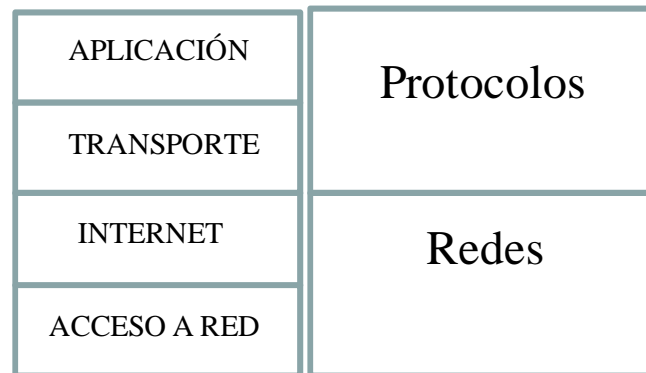 APLICACIÓN
TRANSPORTE
INTERNET
ACCESO A RED
Protocolos
Redes